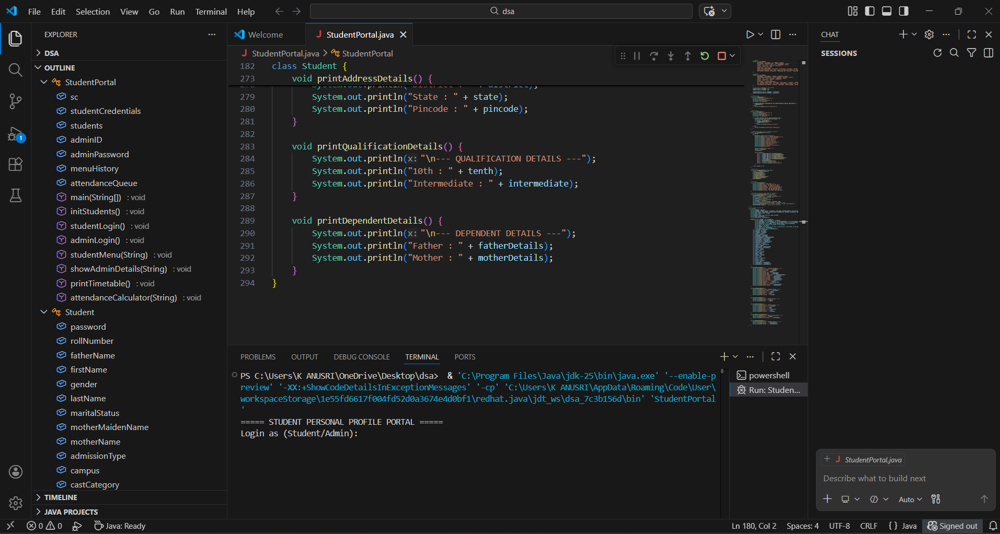 File Edit Selection View Go Run Terminal Help
dsa
EXPLORER
DSA
OUTLINE
StudentPortal
sc
studentCredentials
students
adminID
adminPassword
menuHistory
attendanceQueue
main(String[]) : void
initStudents() : void
studentLogin() : void
adminLogin() : void
studentMenu(String) : void
showAdminDetails(String) : void
printTimetable() : void
attendanceCalculator(String) : void
Student
password
rollNumber
fatherName
firstName
gender
lastName
maritalStatus
motherMaidenName
motherName
admissionType
campus
castCategory
TIMELINE
JAVA PROJECTS
1
Welcome
J StudentPortal.java
J StudentPortal.java > StudentPortal
182 class Student {
273 void printAddressDetails() {
279 System.out.println("State : " + state);
280 System.out.println("Pincode : " + pincode);
281 }
282
283 void printQualificationDetails() {
284 System.out.println(x: "\n--- QUALIFICATION DETAILS ---");
285 System.out.println("10th : " + tenth);
286 System.out.println("Intermediate : " + intermediate);
287 }
288
289 void printDependentDetails() {
290 System.out.println(x: "\n--- DEPENDENT DETAILS ---");
291 System.out.println("Father : " + fatherDetails);
292 System.out.println("Mother : " + motherDetails);
293 }
294 }
PROBLEMS OUTPUT DEBUG CONSOLE TERMINAL PORTS
PS C:\Users\K ANUSRI\OneDrive\Desktop\dsa> & 'C:\Program Files\Java\jdk-25\bin\java.exe' '--enable-p
review' '-XX:+ShowCodeDetailsInExceptionMessages' '-cp' 'C:\Users\K ANUSRI\AppData\Roaming\Code\User\
workspaceStorage\1e55fd6617f004fd52d0a3674e4d0bf1\redhat.java\jdt_ws\dsa_7c3b156d\bin' 'StudentPortal
'
===== STUDENT PERSONAL PROFILE PORTAL =====
Login as (Student/Admin):
powershell
Run: Studen...
CHAT
SESSIONS
J StudentPortal.java
Describe what to build next
Auto
0 0 Java: Ready
Ln 180, Col 2 Spaces: 4 UTF-8 CRLF {} Java Signed out